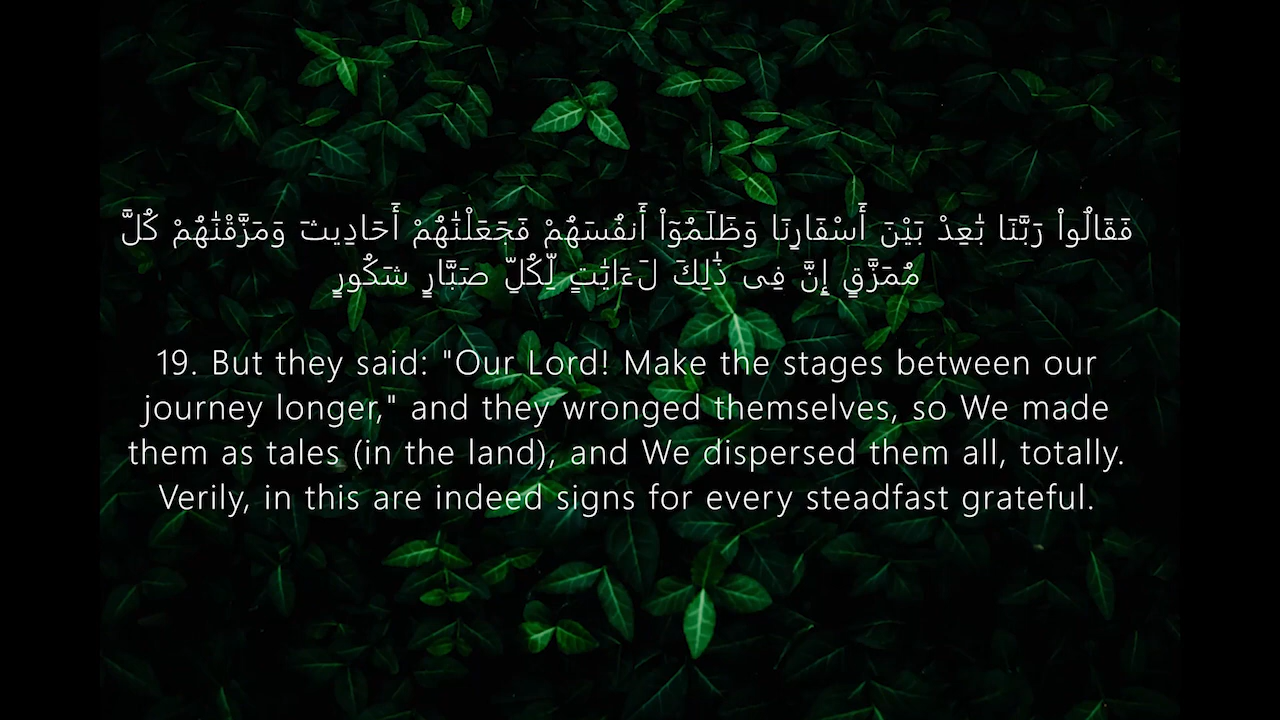 فَقَالُوا۟ رَبَّنَا بَٰعِدْ بَيْنَ أَسْفَارِنَا وَظَلَمُوٓا۟ أَنفُسَهُمْ فَجَعَلْنَٰهُمْ أَحَادِيثَ وَمَزَّقْنَٰهُمْ كُلَّ
مُمَزَّقٍ إِنَّ فِى ذَٰلِكَ لَـَٔايَٰتٍ لِّكُلِّ صَبَّارٍ شَكُورٍ
19. But they said: "Our Lord! Make the stages between our
journey longer," and they wronged themselves, so We made
them as tales (in the land), and We dispersed them all, totally.
Verily, in this are indeed signs for every steadfast grateful.